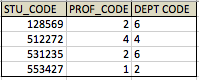 STU_CODE PROF_CODE DEPT CODE
128569 2 6
512272 4 4
531235 2 6
553427 1 2